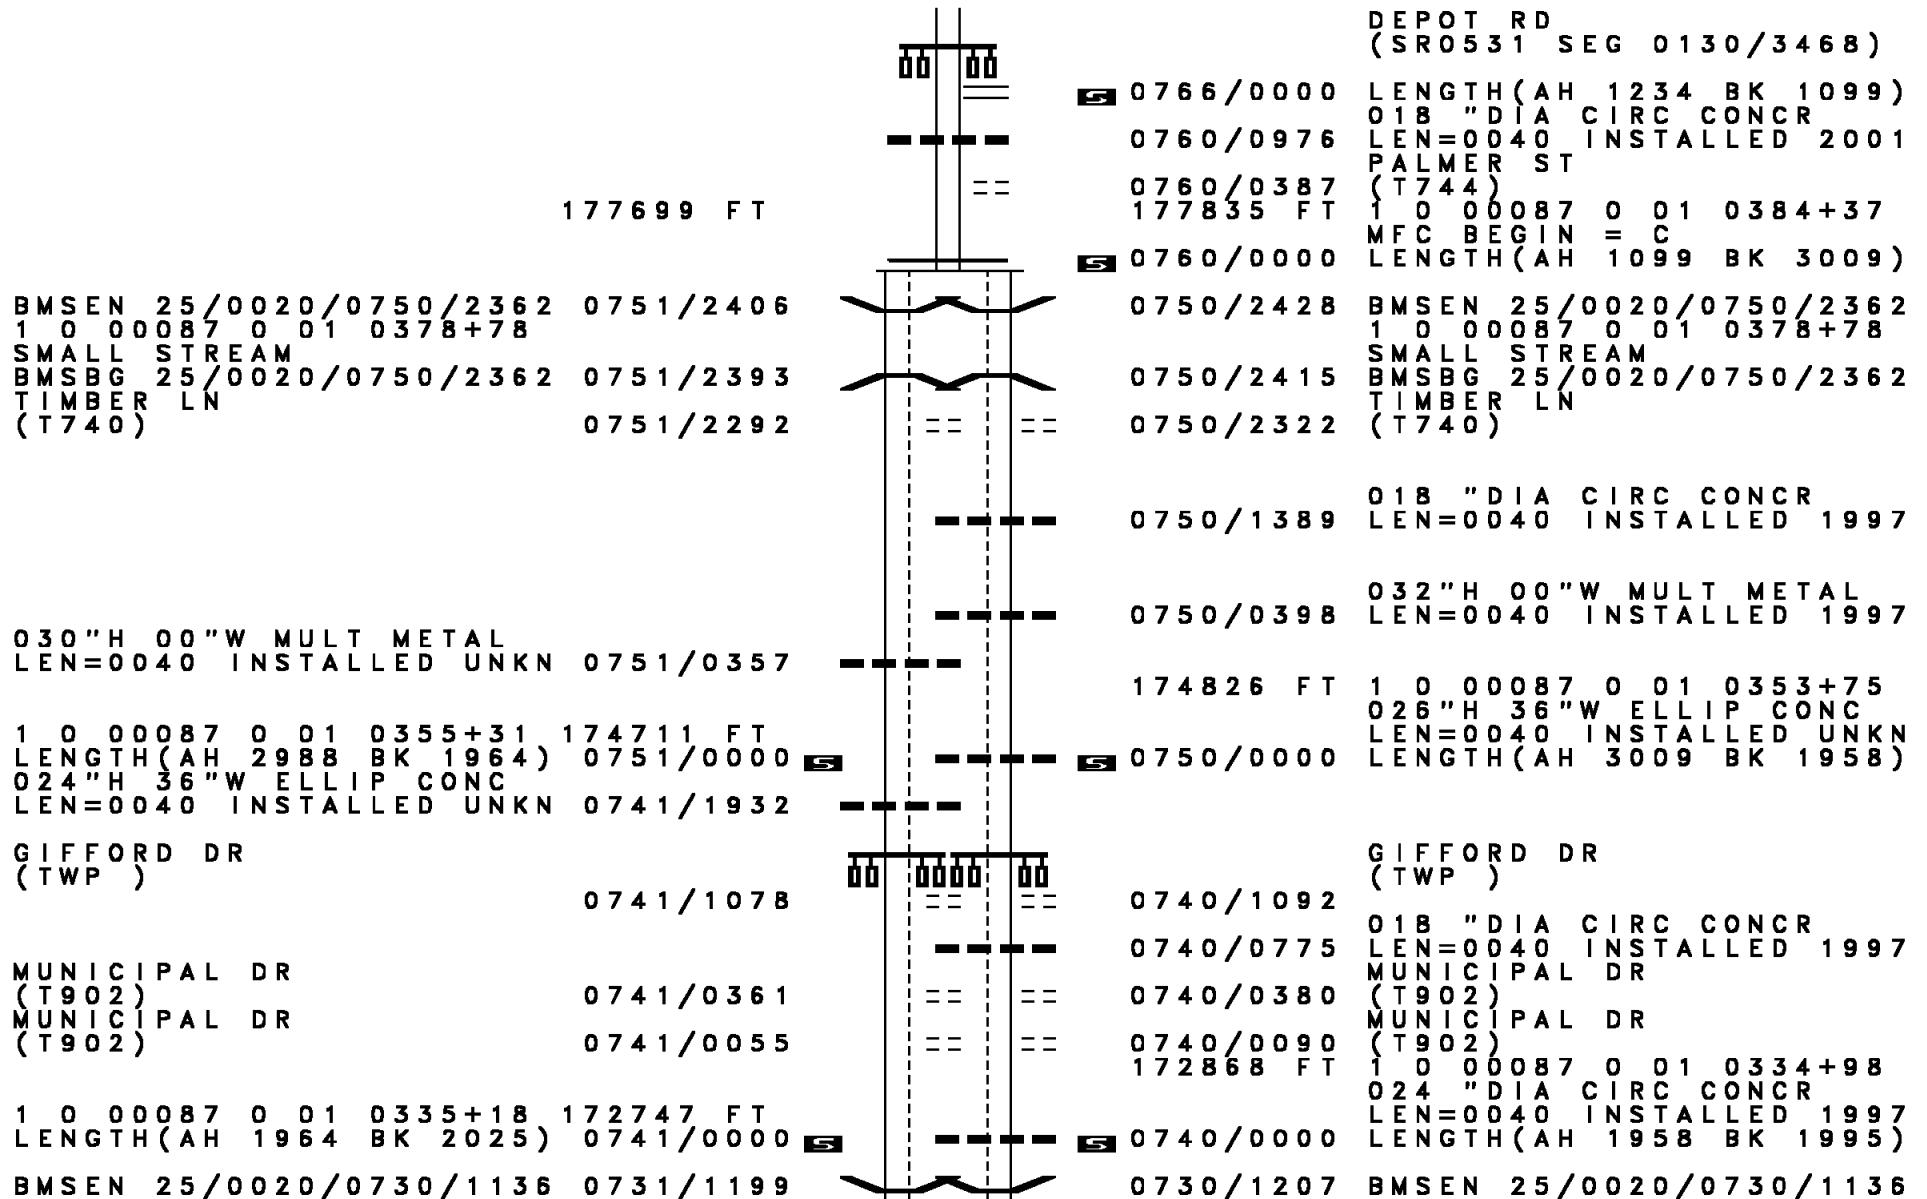 DEPOT RD
(SR0531 SEG 0130/3468)
S 0766/0000 LENGTH(AH 1234 BK 1099)
018 "DIA CIRC CONCR
0760/0976 LEN=0040 INSTALLED 2001
PALMER ST
0760/0387 (T744)
177699 FT 177835 FT 1 0 00087 0 01 0384+37
MFC BEGIN = C
S 0760/0000 LENGTH(AH 1099 BK 3009)
BMSEN 25/0020/0750/2362 0751/2406 0750/2428 BMSEN 25/0020/0750/2362
1 0 00087 0 01 0378+78 1 0 00087 0 01 0378+78
SMALL STREAM SMALL STREAM
BMSBG 25/0020/0750/2362 0751/2393 0750/2415 BMSBG 25/0020/0750/2362
TIMBER LN TIMBER LN
(T740) 0751/2292 0750/2322 (T740)
018 "DIA CIRC CONCR
0750/1389 LEN=0040 INSTALLED 1997
032"H 00"W MULT METAL
0750/0398 LEN=0040 INSTALLED 1997
030"H 00"W MULT METAL
LEN=0040 INSTALLED UNKN 0751/0357
174826 FT 1 0 00087 0 01 0353+75
026"H 36"W ELLIP CONC
1 0 00087 0 01 0355+31 174711 FT LEN=0040 INSTALLED UNKN
LENGTH(AH 2988 BK 1964) 0751/0000 S S 0750/0000 LENGTH(AH 3009 BK 1958)
024"H 36"W ELLIP CONC
LEN=0040 INSTALLED UNKN 0741/1932
GIFFORD DR GIFFORD DR
(TWP ) (TWP )
0741/1078 0740/1092
018 "DIA CIRC CONCR
0740/0775 LEN=0040 INSTALLED 1997
MUNICIPAL DR MUNICIPAL DR
(T902) 0741/0361 0740/0380 (T902)
MUNICIPAL DR MUNICIPAL DR
(T902) 0741/0055 0740/0090 (T902)
172868 FT 1 0 00087 0 01 0334+98
024 "DIA CIRC CONCR
1 0 00087 0 01 0335+18 172747 FT LEN=0040 INSTALLED 1997
LENGTH(AH 1964 BK 2025) 0741/0000 S S 0740/0000 LENGTH(AH 1958 BK 1995)
BMSEN 25/0020/0730/1136 0731/1199 0730/1207 BMSEN 25/0020/0730/1136